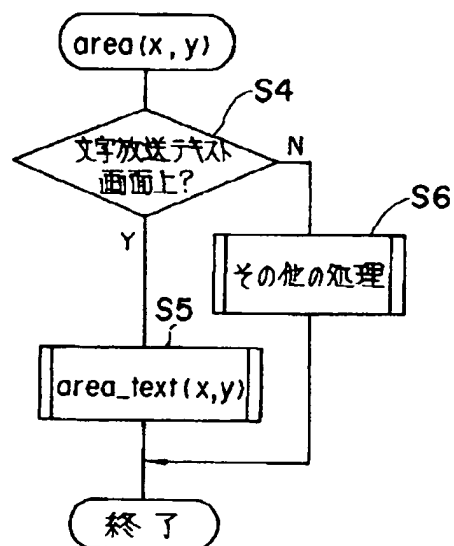 area(x,y)
S4
文字放送テキスト
画面上?
N
Y
S6
その他の処理
S5
area_text(x,y)
終了